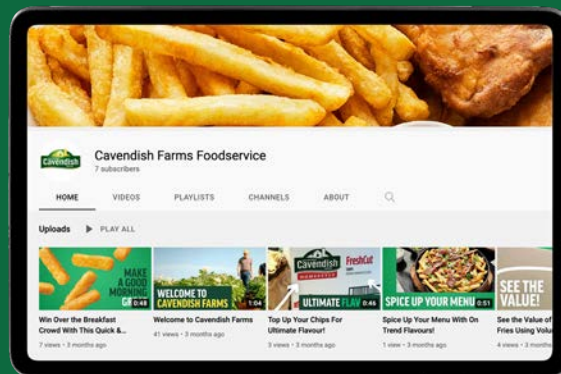 Cavendish
Cavendish Farms Foodservice
7 subscribers
HOME VIDEOS PLAYLISTS CHANNELS ABOUT
Uploads PLAY ALL
MAKE
A GOOD
MORNING
0:48
WELCOME TO
CAVENDISH FARMS
1:04
Cavendish
FreshCut
ULTIMATE FLAV
0:46
SPICE UP YOUR MENU
0:51
SEE THE
VALUE!
Win Over the Breakfast
Crowd With This Quick &...
7 views • 3 months ago
Welcome to Cavendish Farms
41 views • 3 months ago
Top Up Your Chips For
Ultimate Flavour!
3 views • 3 months ago
Spice Up Your Menu With On
Trend Flavours!
1 view • 3 months ago
See the Value of
Fries Using Volu
4 views • 3 months